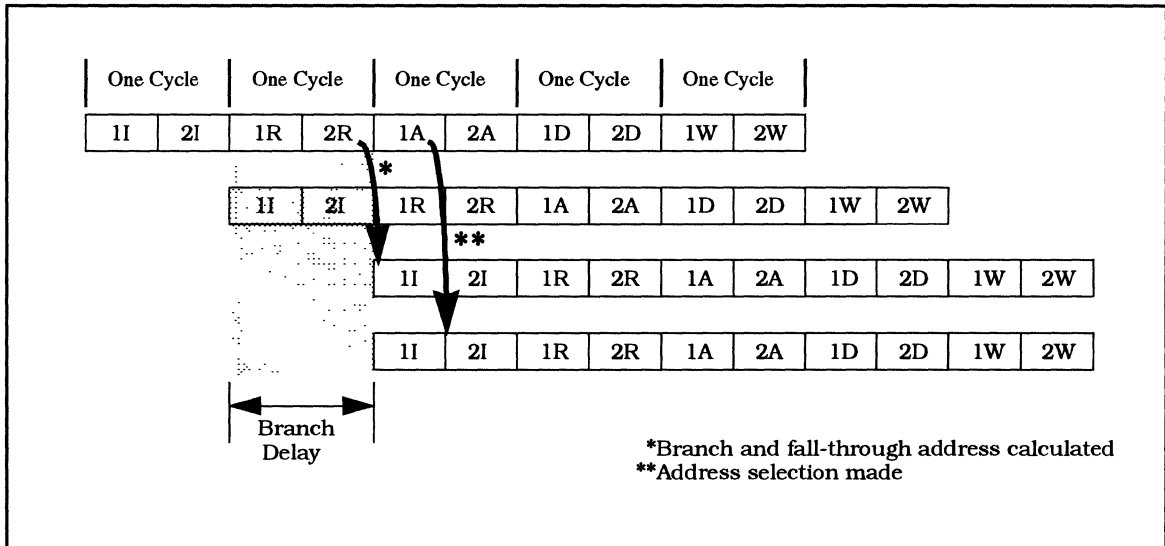 One Cycle One Cycle One Cycle One Cycle One Cycle
1I 2I 1R 2R 1A 2A 1D 2D 1W 2W
*
1I 2I 1R 2R 1A 2A 1D 2D 1W 2W
**
1I 2I 1R 2R 1A 2A 1D 2D 1W 2W
1I 2I 1R 2R 1A 2A 1D 2D 1W 2W
Branch
Delay
*Branch and fall-through address calculated
**Address selection made